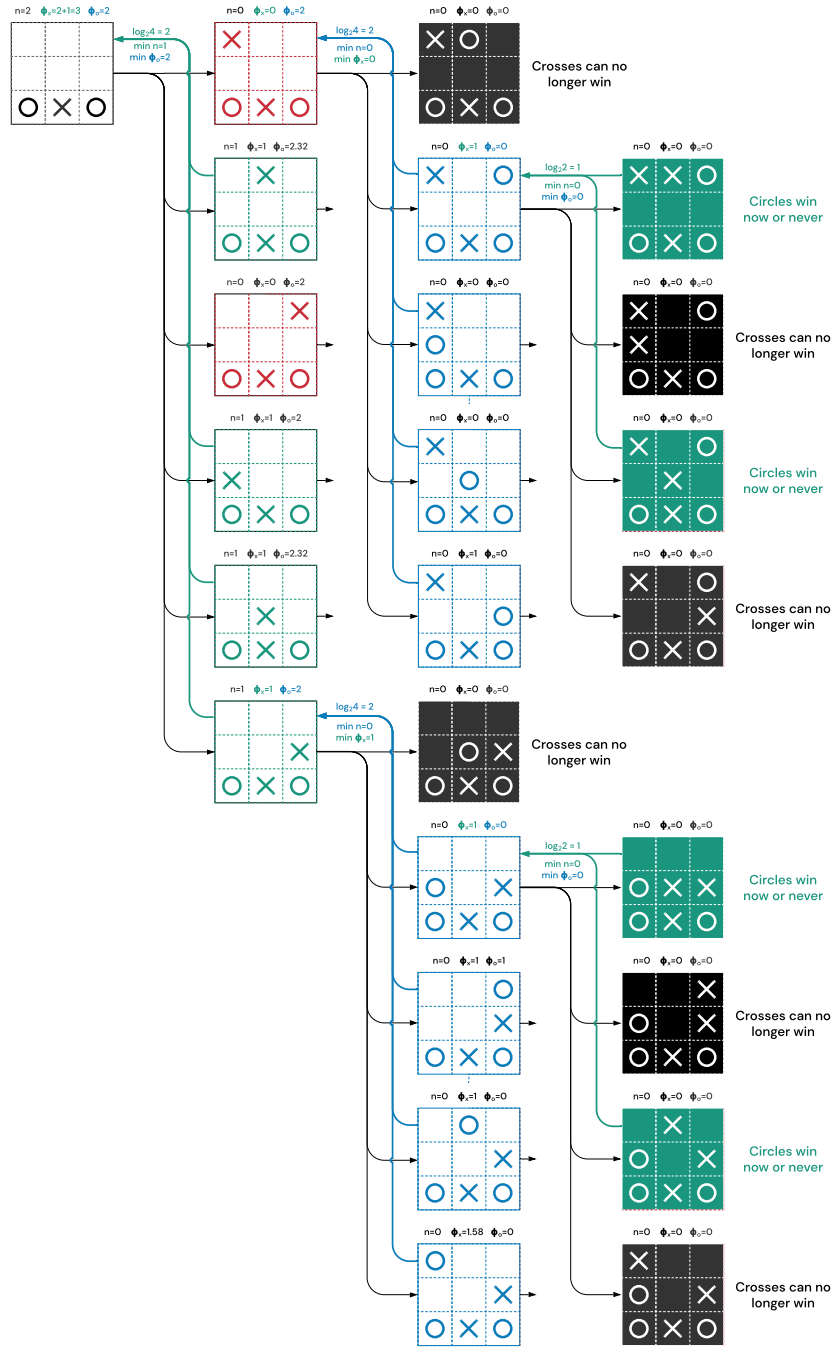 n=2 ϕₓ=2+1=3 ϕₒ=2
n=0 ϕₓ=0 ϕₒ=2
n=0 ϕₓ=0 ϕₒ=0
log₂4 = 2
min n=1
min ϕₒ=2
log₂4 = 2
min n=0
min ϕₓ=0
Crosses can no
longer win
n=1 ϕₓ=1 ϕₒ=2.32
n=0 ϕₓ=1 ϕₒ=0
n=0 ϕₓ=0 ϕₒ=0
log₂2 = 1
min n=0
min ϕₒ=0
Circles win
now or never
n=0 ϕₓ=0 ϕₒ=2
n=0 ϕₓ=0 ϕₒ=0
n=0 ϕₓ=0 ϕₒ=0
Crosses can no
longer win
n=1 ϕₓ=1 ϕₒ=2
n=0 ϕₓ=0 ϕₒ=0
n=0 ϕₓ=0 ϕₒ=0
Circles win
now or never
n=1 ϕₓ=1 ϕₒ=2.32
n=0 ϕₓ=1 ϕₒ=0
n=0 ϕₓ=0 ϕₒ=0
Crosses can no
longer win
n=1 ϕₓ=1 ϕₒ=2
n=0 ϕₓ=0 ϕₒ=0
log₂4 = 2
min n=0
min ϕₓ=1
Crosses can no
longer win
n=0 ϕₓ=1 ϕₒ=0
n=0 ϕₓ=0 ϕₒ=0
log₂2 = 1
min n=0
min ϕₒ=0
Circles win
now or never
n=0 ϕₓ=1 ϕₒ=1
n=0 ϕₓ=0 ϕₒ=0
Crosses can no
longer win
n=0 ϕₓ=1 ϕₒ=0
n=0 ϕₓ=0 ϕₒ=0
Circles win
now or never
n=0 ϕₓ=1.58 ϕₒ=0
n=0 ϕₓ=0 ϕₒ=0
Crosses can no
longer win